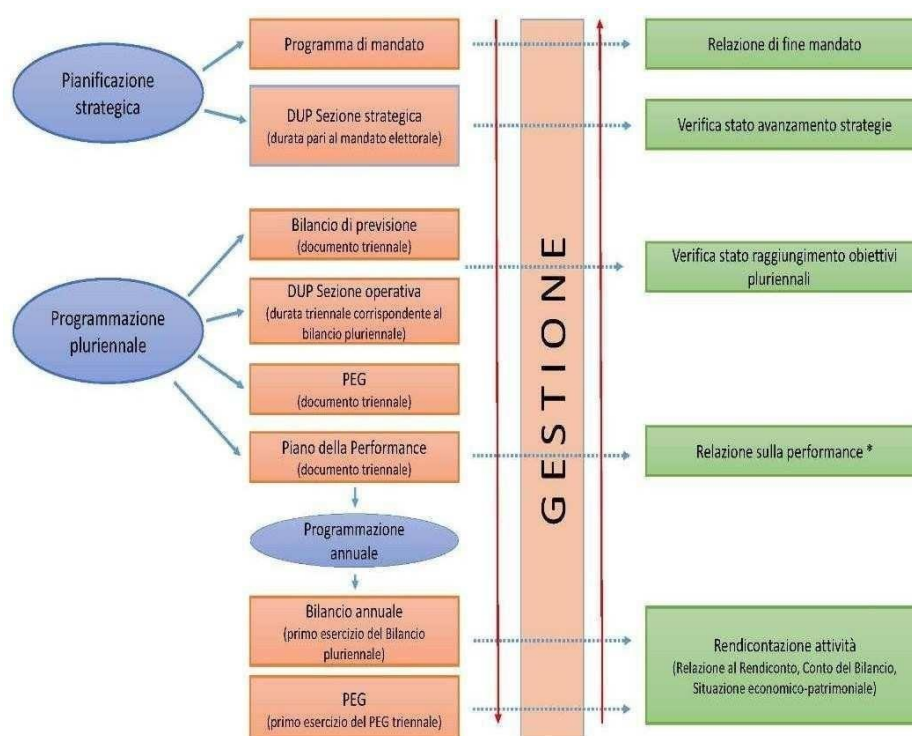 Pianificazione
strategica
Programma di mandato
DUP Sezione strategica
(durata pari al mandato elettorale)
Relazione di fine mandato
Verifica stato avanzamento strategie
Programmazione
pluriennale
Bilancio di previsione
(documento triennale)
DUP Sezione operativa
(durata triennale corrispondente al
bilancio pluriennale)
PEG
(documento triennale)
Piano della Performance
(documento triennale)
GESTIONE
Verifica stato raggiungimento obiettivi
pluriennali
Relazione sulla performance *
Programmazione
annuale
Bilancio annuale
(primo esercizio del Bilancio
pluriennale)
PEG
(primo esercizio del PEG triennale)
Rendicontazione attività
(Relazione al Rendiconto, Conto del Bilancio,
Situazione economico-patrimoniale)